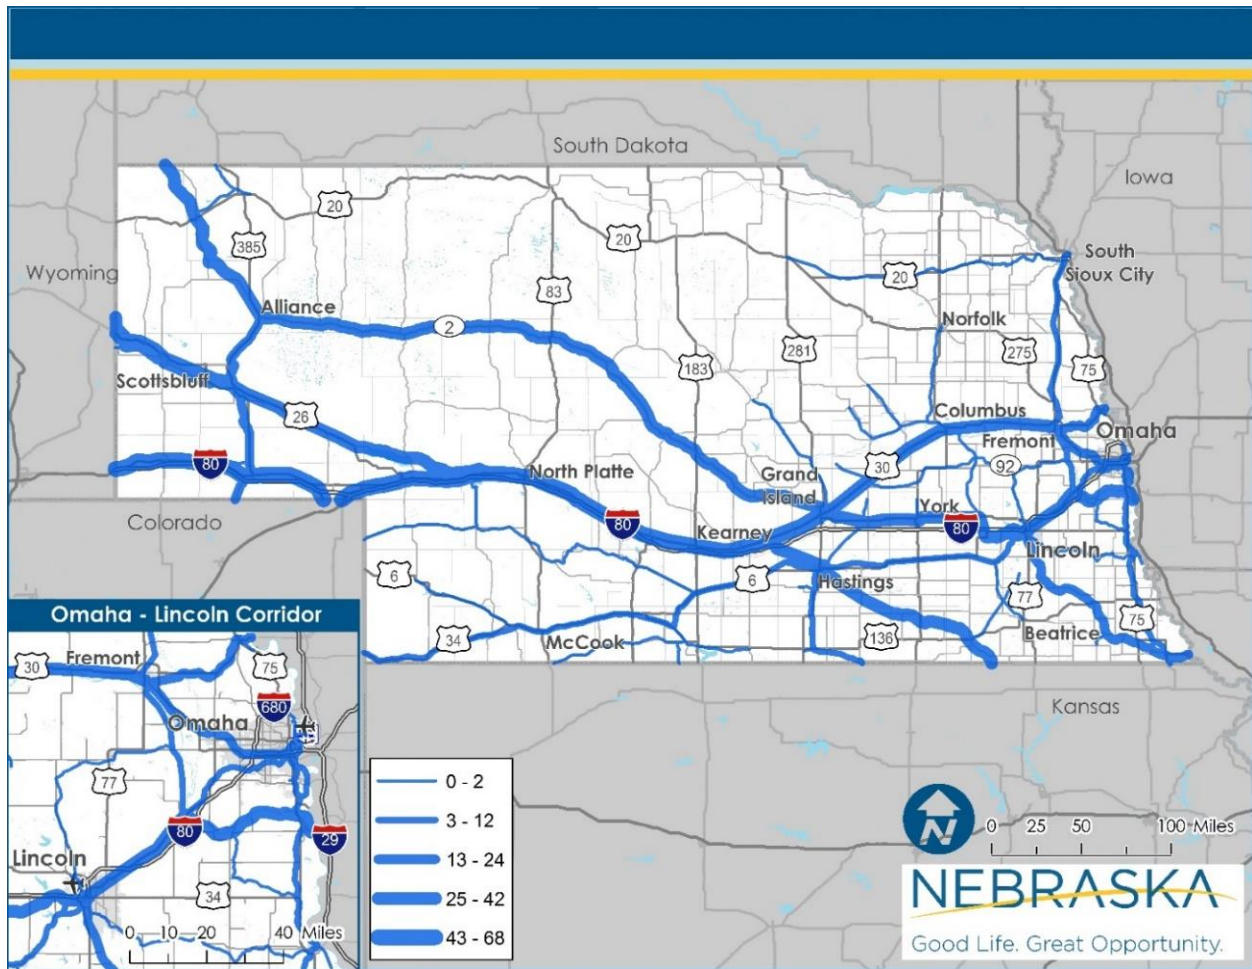 South Dakota
Iowa
20
20
385
South
Sioux City
Wyoming
20
83
Alliance
Norfolk
2
281
275
183
75
Scottsbluff
26
Columbus
Omaha
Fremont
80
North Platte
Grand
Island
30
92
York
Colorado
80
Kearney
80
Lincoln
6
6
Hastings
77
Omaha - Lincoln Corridor
34
McCook
136
Beatrice
75
30
Fremont
75
680
Omaha
Kansas
77
0 - 2
3 - 12
13 - 24
25 - 42
43 - 68
80
29
Lincoln
34
0 10 20 40 Miles
N
0 25 50 100 Miles
NEBRASKA
Good Life. Great Opportunity.